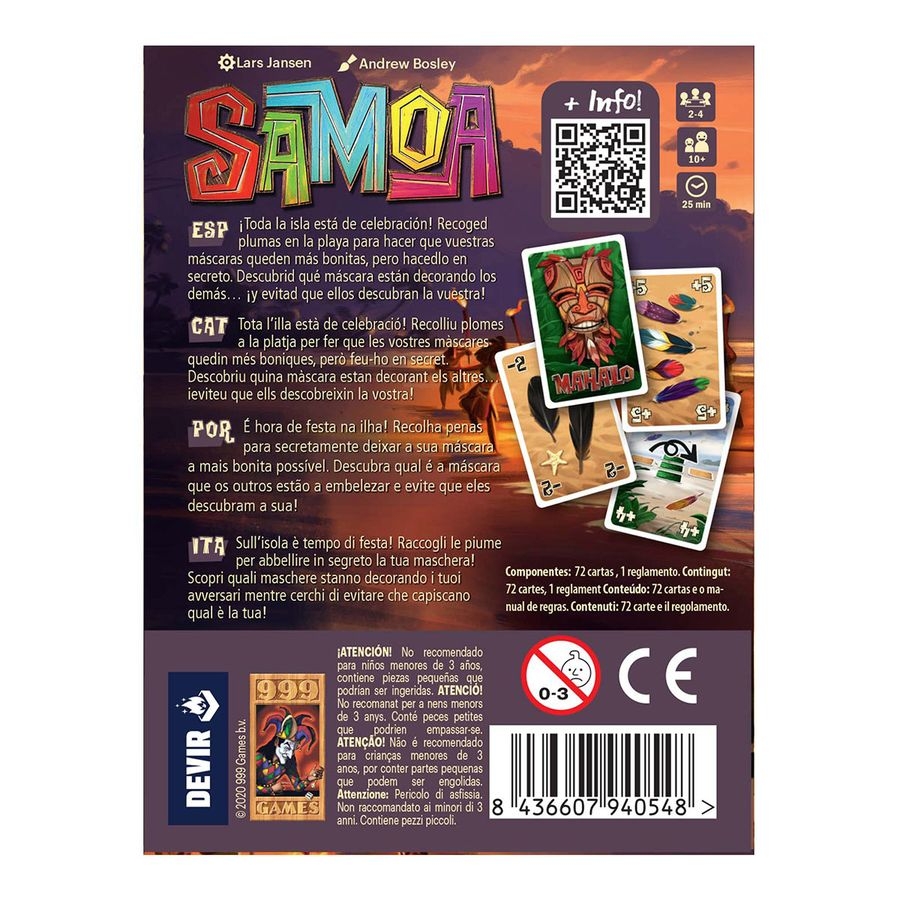 Lars Jansen
Andrew Bosley
SAMOA
+ Info!
2-4
10+
25 min
ESP ¡Toda la isla está de celebración! Recoged
plumas en la playa para hacer que vuestras
máscaras queden más bonitas, pero hacedlo en
secreto. Descubrid qué máscara están decorando los
demás… ¡y evitad que ellos descubran la vuestra!
CAT Tota l'illa està de celebració! Recolliu plomes
a la platja per fer que les vostres màscares
quedin més boniques, però feu-ho en secret.
Descobriu quina màscara estan decorant els altres…
ieviteu que ells descobreixin la vostra!
POR É hora de festa na ilha! Recolha penas
para secretamente deixar a sua máscara
a mais bonita possível. Descubra qual é a máscara
que os outros estão a embelezar e evite que eles
descubram a sua!
ITA Sull'isola è tempo di festa! Raccogli le piume
per abbellire in segreto la tua maschera!
Scopri quali maschere stanno decorando i tuoi
avversari mentre cerchi di evitare che capiscano
qual è la tua!
MAHALO
+5
+5
+5
+5
-2
-2
-2
+4
+4
Componentes: 72 cartas , 1 reglamento. Contingut:
72 cartes, 1 reglament Conteúdo: 72 cartas e o ma-
nual de regras. Contenuti: 72 carte e il regolamento.
DEVIR
© 2020 999 Games b.v.
999
GAMES
¡ATENCIÓN! No recomendado
para niños menores de 3 años,
contiene piezas pequeñas que
podrían ser ingeridas. ATENCIÓ!
No recomanat per a nens menors
de 3 anys. Conté peces petites
que podrien empassar-se.
ATENÇÃO! Não é recomendado
para crianças menores de 3
anos, por conter partes pequenas
que podem ser engolidas.
Attenzione: Pericolo di asfissia.
Non raccomandato ai minori di 3
anni. Contiene pezzi piccoli.
0-3
CE
8 436607 940548 >